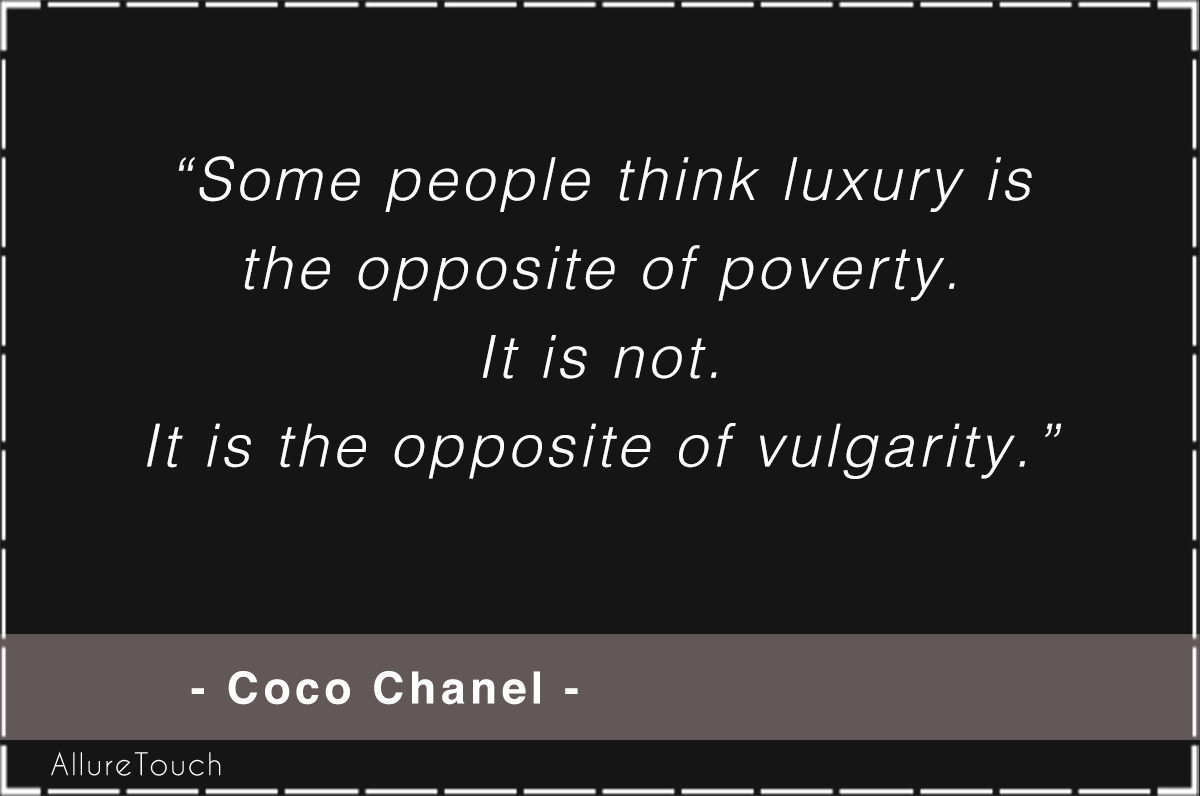 “Some people think luxury is
the opposite of poverty.
It is not.
It is the opposite of vulgarity.”
- Coco Chanel -
AllureTouch